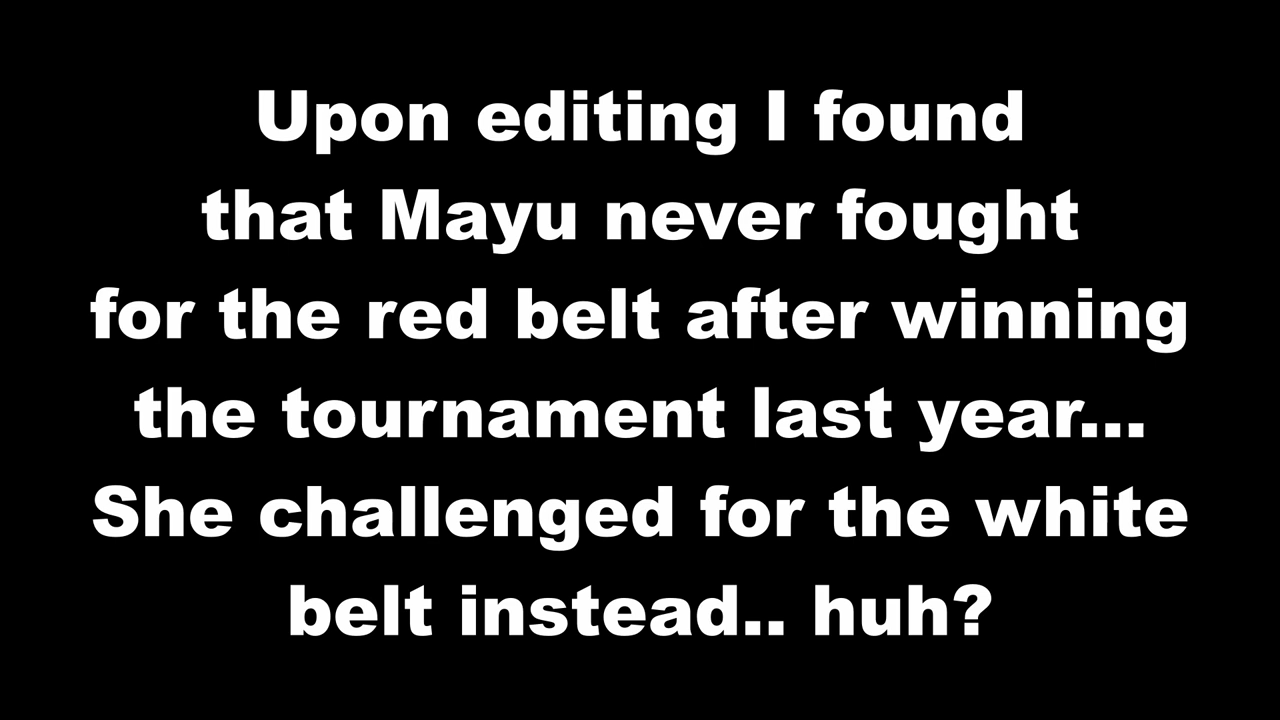 Upon editing I found
that Mayu never fought
for the red belt after winning
the tournament last year...
She challenged for the white
belt instead.. huh?